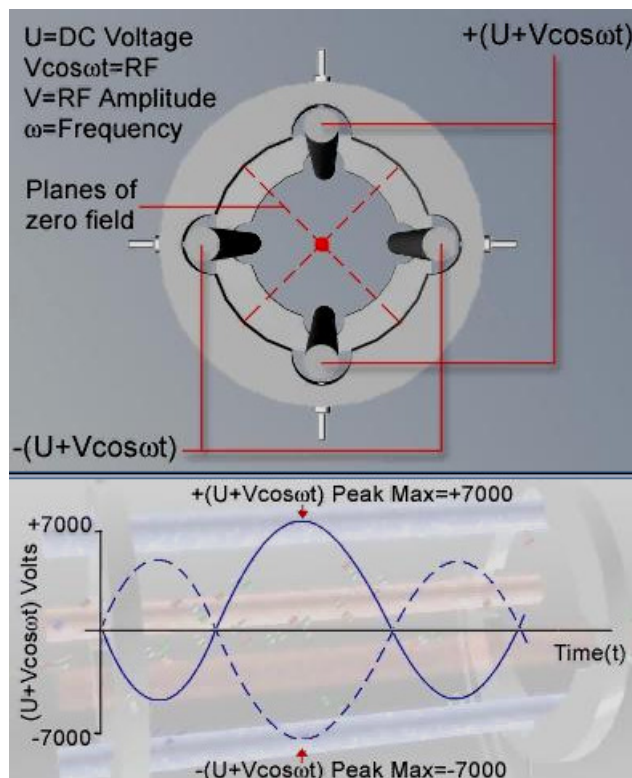 U=DC Voltage
Vcosωt=RF
V=RF Amplitude
ω=Frequency
+(U+Vcosωt)
Planes of
zero field
-(U+Vcosωt)
+(U+Vcosωt) Peak Max=+7000
+7000
(U+Vcosωt) Volts
Time(t)
-7000
-(U+Vcosωt) Peak Max=-7000